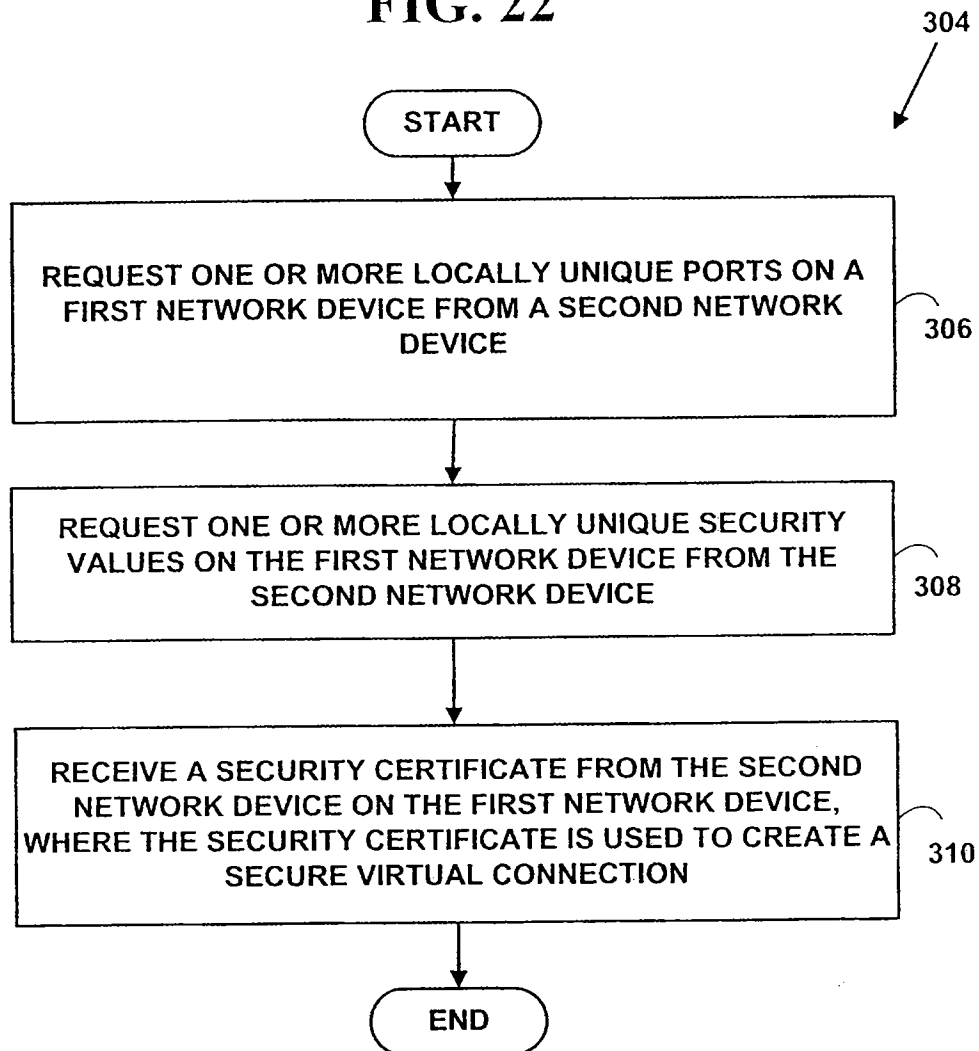 FIG. 22
304
START
REQUEST ONE OR MORE LOCALLY UNIQUE PORTS ON A
FIRST NETWORK DEVICE FROM A SECOND NETWORK
DEVICE
306
REQUEST ONE OR MORE LOCALLY UNIQUE SECURITY
VALUES ON THE FIRST NETWORK DEVICE FROM THE
SECOND NETWORK DEVICE
308
RECEIVE A SECURITY CERTIFICATE FROM THE SECOND
NETWORK DEVICE ON THE FIRST NETWORK DEVICE,
WHERE THE SECURITY CERTIFICATE IS USED TO CREATE A
SECURE VIRTUAL CONNECTION
310
END